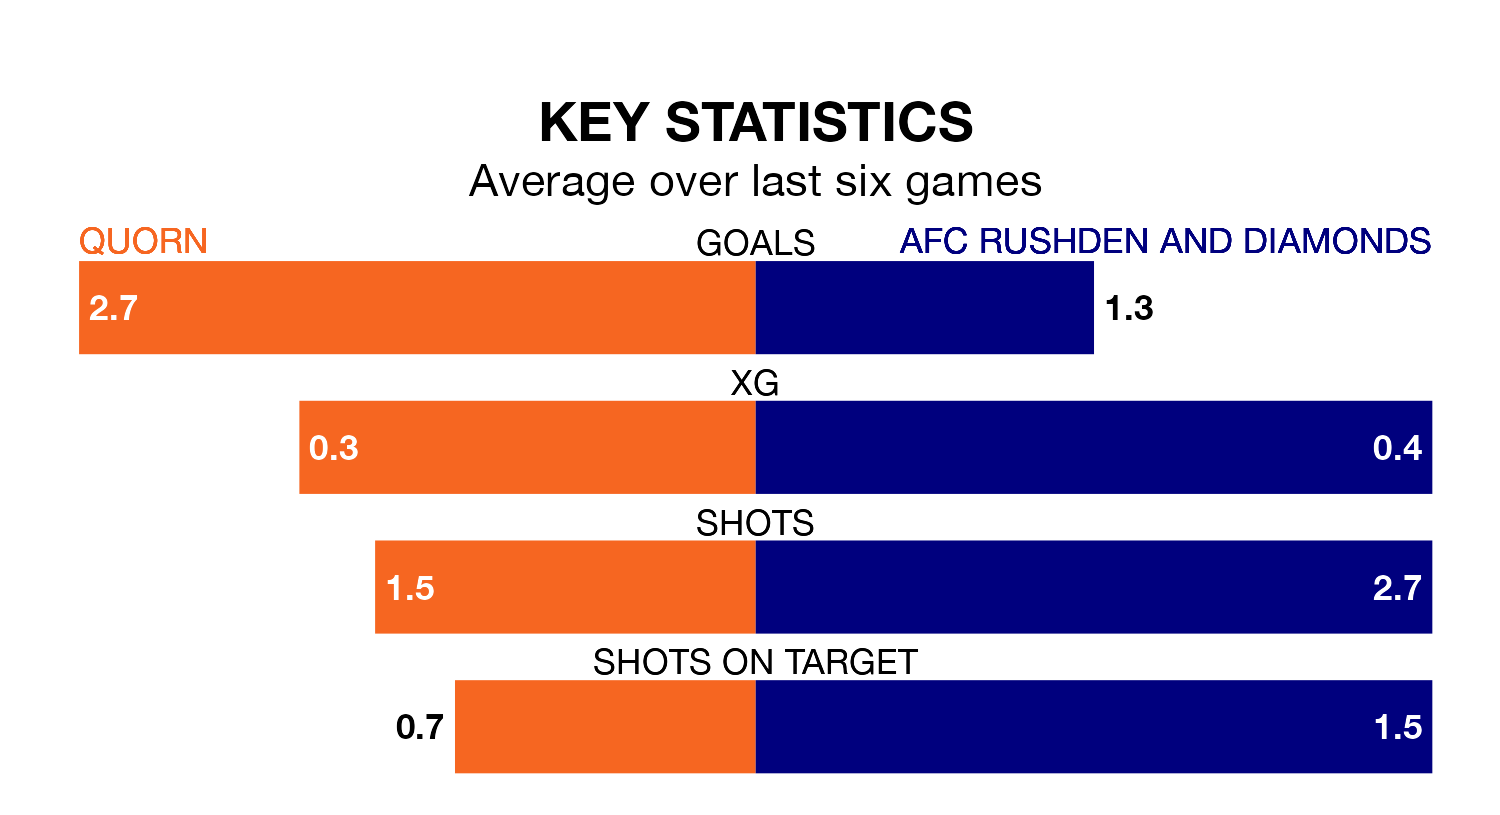 KEY STATISTICS
Average over last six games
QUORN GOALS AFC RUSHDEN AND DIAMONDS
2.7 1.3
XG
0.3 0.4
SHOTS
1.5 2.7
SHOTS ON TARGET
0.7 1.5